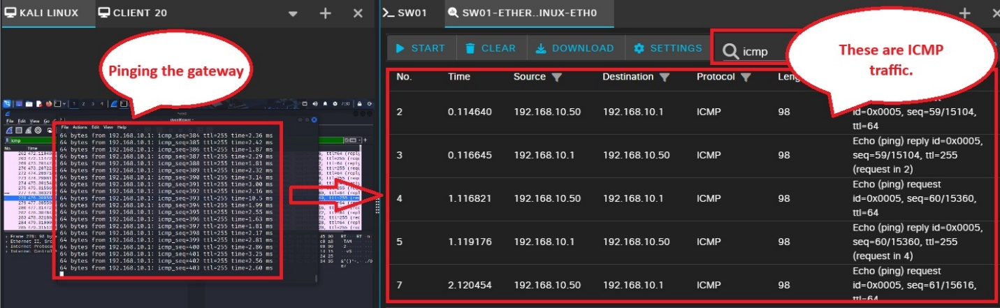 KALI LINUX
CLIENT 20
SW01
SW01-ETHER..INUX-ETH0
Pinging the gateway
File Edit View Go
icmp
No. Time
File Actions Edit View Help
64 bytes from 192.168.10.1: icmp_seq=384 ttl=255 time=2.36 ms
64 bytes from 192.168.10.1: icmp_seq=385 ttl=255 time=2.42 ms
64 bytes from 192.168.10.1: icmp_seq=386 ttl=255 time=1.87 ms
64 bytes from 192.168.10.1: icmp_seq=387 ttl=255 time=2.29 ms
64 bytes from 192.168.10.1: icmp_seq=388 ttl=255 time=1.81 ms
64 bytes from 192.168.10.1: icmp_seq=389 ttl=255 time=2.32 ms
64 bytes from 192.168.10.1: icmp_seq=390 ttl=255 time=3.14 ms
64 bytes from 192.168.10.1: icmp_seq=391 ttl=255 time=3.00 ms
64 bytes from 192.168.10.1: icmp_seq=392 ttl=255 time=2.16 ms
64 bytes from 192.168.10.1: icmp_seq=393 ttl=255 time=10.5 ms
64 bytes from 192.168.10.1: icmp_seq=394 ttl=255 time=1.99 ms
64 bytes from 192.168.10.1: icmp_seq=395 ttl=255 time=2.55 ms
64 bytes from 192.168.10.1: icmp_seq=396 ttl=255 time=1.63 ms
64 bytes from 192.168.10.1: icmp_seq=397 ttl=255 time=1.81 ms
64 bytes from 192.168.10.1: icmp_seq=398 ttl=255 time=2.17 ms
64 bytes from 192.168.10.1: icmp_seq=399 ttl=255 time=2.81 ms
64 bytes from 192.168.10.1: icmp_seq=400 ttl=255 time=2.86 ms
64 bytes from 192.168.10.1: icmp_seq=401 ttl=255 time=3.25 ms
64 bytes from 192.168.10.1: icmp_seq=402 ttl=255 time=2.56 ms
64 bytes from 192.168.10.1: icmp_seq=403 ttl=255 time=2.60 ms
START CLEAR DOWNLOAD SETTINGS
icmp
These are ICMP
traffic.
No. Time Source Destination Protocol Leng
2 0.114640 192.168.10.50 192.168.10.1 ICMP 98
id=0x0005, seq=59/15104,
ttl=64
3 0.116645 192.168.10.1 192.168.10.50 ICMP 98
Echo (ping) reply id=0x0005,
seq=59/15104, ttl=255
(request in 2)
4 1.116821 192.168.10.50 192.168.10.1 ICMP 98
Echo (ping) request
id=0x0005, seq=60/15360,
ttl=64
5 1.119176 192.168.10.1 192.168.10.50 ICMP 98
Echo (ping) reply id=0x0005,
seq=60/15360, ttl=255
(request in 4)
7 2.120454 192.168.10.50 192.168.10.1 ICMP 98
Echo (ping) request
id=0x0005, seq=61/15616,
ttl=64